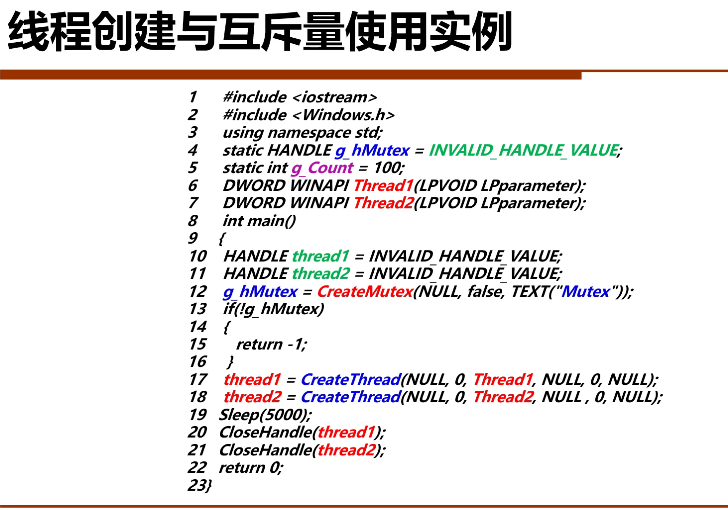 线程创建与互斥量使用实例
1 #include <iostream>
2 #include <Windows.h>
3 using namespace std;
4 static HANDLE g_hMutex = INVALID_HANDLE_VALUE;
5 static int g_Count = 100;
6 DWORD WINAPI Thread1(LPVOID LPparameter);
7 DWORD WINAPI Thread2(LPVOID LPparameter);
8 int main()
9 {
10 HANDLE thread1 = INVALID_HANDLE_VALUE;
11 HANDLE thread2 = INVALID_HANDLE_VALUE;
12 g_hMutex = CreateMutex(NULL, false, TEXT("Mutex"));
13 if(!g_hMutex)
14 {
15 return -1;
16 }
17 thread1 = CreateThread(NULL, 0, Thread1, NULL, 0, NULL);
18 thread2 = CreateThread(NULL, 0, Thread2, NULL , 0, NULL);
19 Sleep(5000);
20 CloseHandle(thread1);
21 CloseHandle(thread2);
22 return 0;
23}